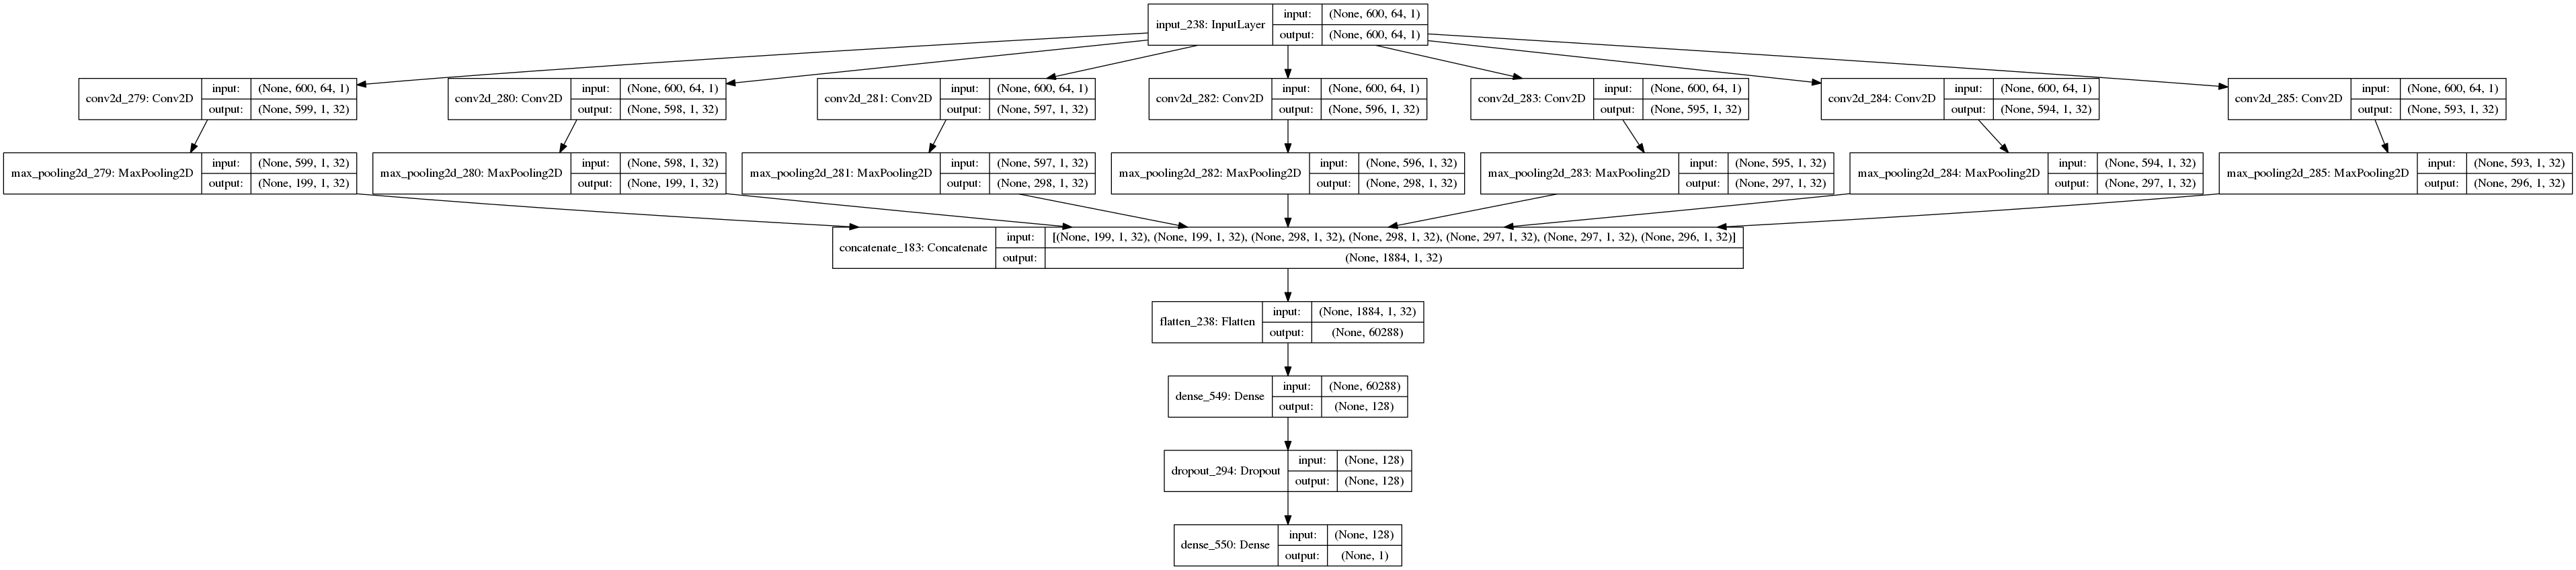 input_238: InputLayer input: (None, 600, 64, 1)
output: (None, 600, 64, 1)
conv2d_279: Conv2D input: (None, 600, 64, 1)
output: (None, 599, 1, 32)
conv2d_280: Conv2D input: (None, 600, 64, 1)
output: (None, 598, 1, 32)
conv2d_281: Conv2D input: (None, 600, 64, 1)
output: (None, 597, 1, 32)
conv2d_282: Conv2D input: (None, 600, 64, 1)
output: (None, 596, 1, 32)
conv2d_283: Conv2D input: (None, 600, 64, 1)
output: (None, 595, 1, 32)
conv2d_284: Conv2D input: (None, 600, 64, 1)
output: (None, 594, 1, 32)
conv2d_285: Conv2D input: (None, 600, 64, 1)
output: (None, 593, 1, 32)
max_pooling2d_279: MaxPooling2D input: (None, 599, 1, 32)
output: (None, 199, 1, 32)
max_pooling2d_280: MaxPooling2D input: (None, 598, 1, 32)
output: (None, 199, 1, 32)
max_pooling2d_281: MaxPooling2D input: (None, 597, 1, 32)
output: (None, 298, 1, 32)
max_pooling2d_282: MaxPooling2D input: (None, 596, 1, 32)
output: (None, 298, 1, 32)
max_pooling2d_283: MaxPooling2D input: (None, 595, 1, 32)
output: (None, 297, 1, 32)
max_pooling2d_284: MaxPooling2D input: (None, 594, 1, 32)
output: (None, 297, 1, 32)
max_pooling2d_285: MaxPooling2D input: (None, 593, 1, 32)
output: (None, 296, 1, 32)
concatenate_183: Concatenate input: [(None, 199, 1, 32), (None, 199, 1, 32), (None, 298, 1, 32), (None, 298, 1, 32), (None, 297, 1, 32), (None, 297, 1, 32), (None, 296, 1, 32)]
output: (None, 1884, 1, 32)
flatten_238: Flatten input: (None, 1884, 1, 32)
output: (None, 60288)
dense_549: Dense input: (None, 60288)
output: (None, 128)
dropout_294: Dropout input: (None, 128)
output: (None, 128)
dense_550: Dense input: (None, 128)
output: (None, 1)